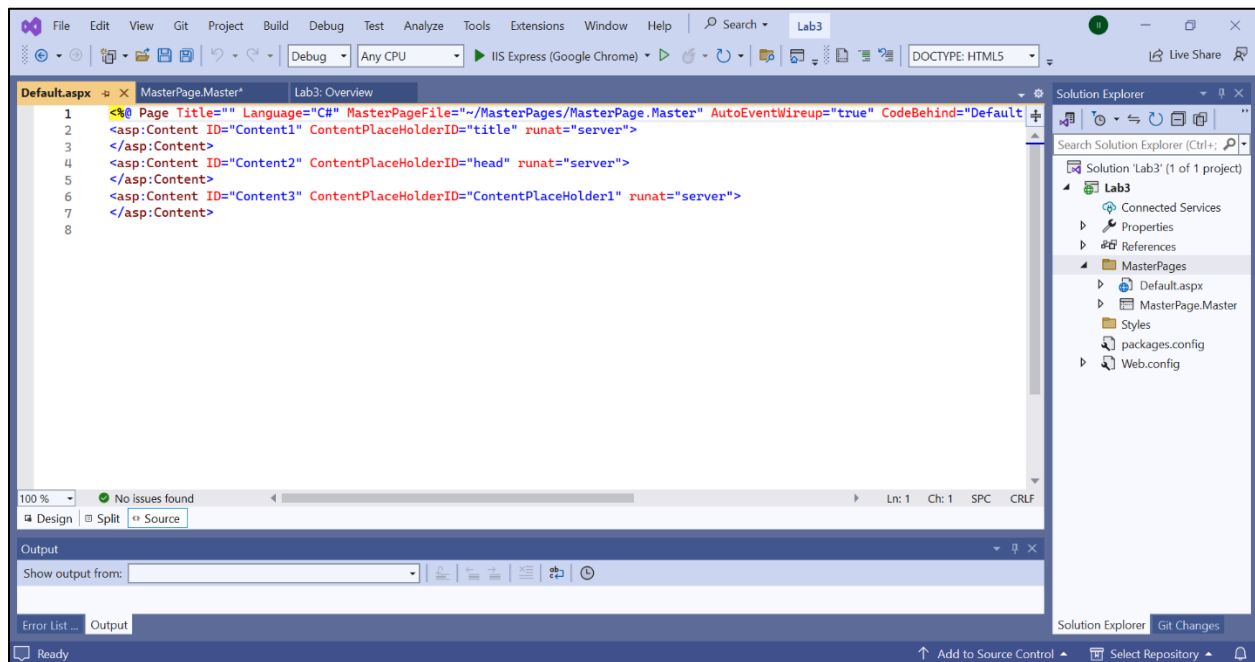 File Edit View Git Project Build Debug Test Analyze Tools Extensions Window Help Search Lab3
Debug Any CPU IIS Express (Google Chrome) DOCTYPE: HTML5 Live Share
Default.aspx MasterPage.Master* Lab3: Overview
1 <%@ Page Title="" Language="C#" MasterPageFile="~/MasterPages/MasterPage.Master" AutoEventWireup="true" CodeBehind="Default
2 <asp:Content ID="Content1" ContentPlaceHolderID="title" runat="server">
3 </asp:Content>
4 <asp:Content ID="Content2" ContentPlaceHolderID="head" runat="server">
5 </asp:Content>
6 <asp:Content ID="Content3" ContentPlaceHolderID="ContentPlaceHolder1" runat="server">
7 </asp:Content>
8
100 % No issues found Ln: 1 Ch: 1 SPC CRLF
Design Split Source
Output
Show output from:
Error List ... Output
Solution Explorer
Search Solution Explorer (Ctrl+;
Solution 'Lab3' (1 of 1 project)
Lab3
Connected Services
Properties
References
MasterPages
Default.aspx
MasterPage.Master
Styles
packages.config
Web.config
Solution Explorer Git Changes
Ready Add to Source Control Select Repository